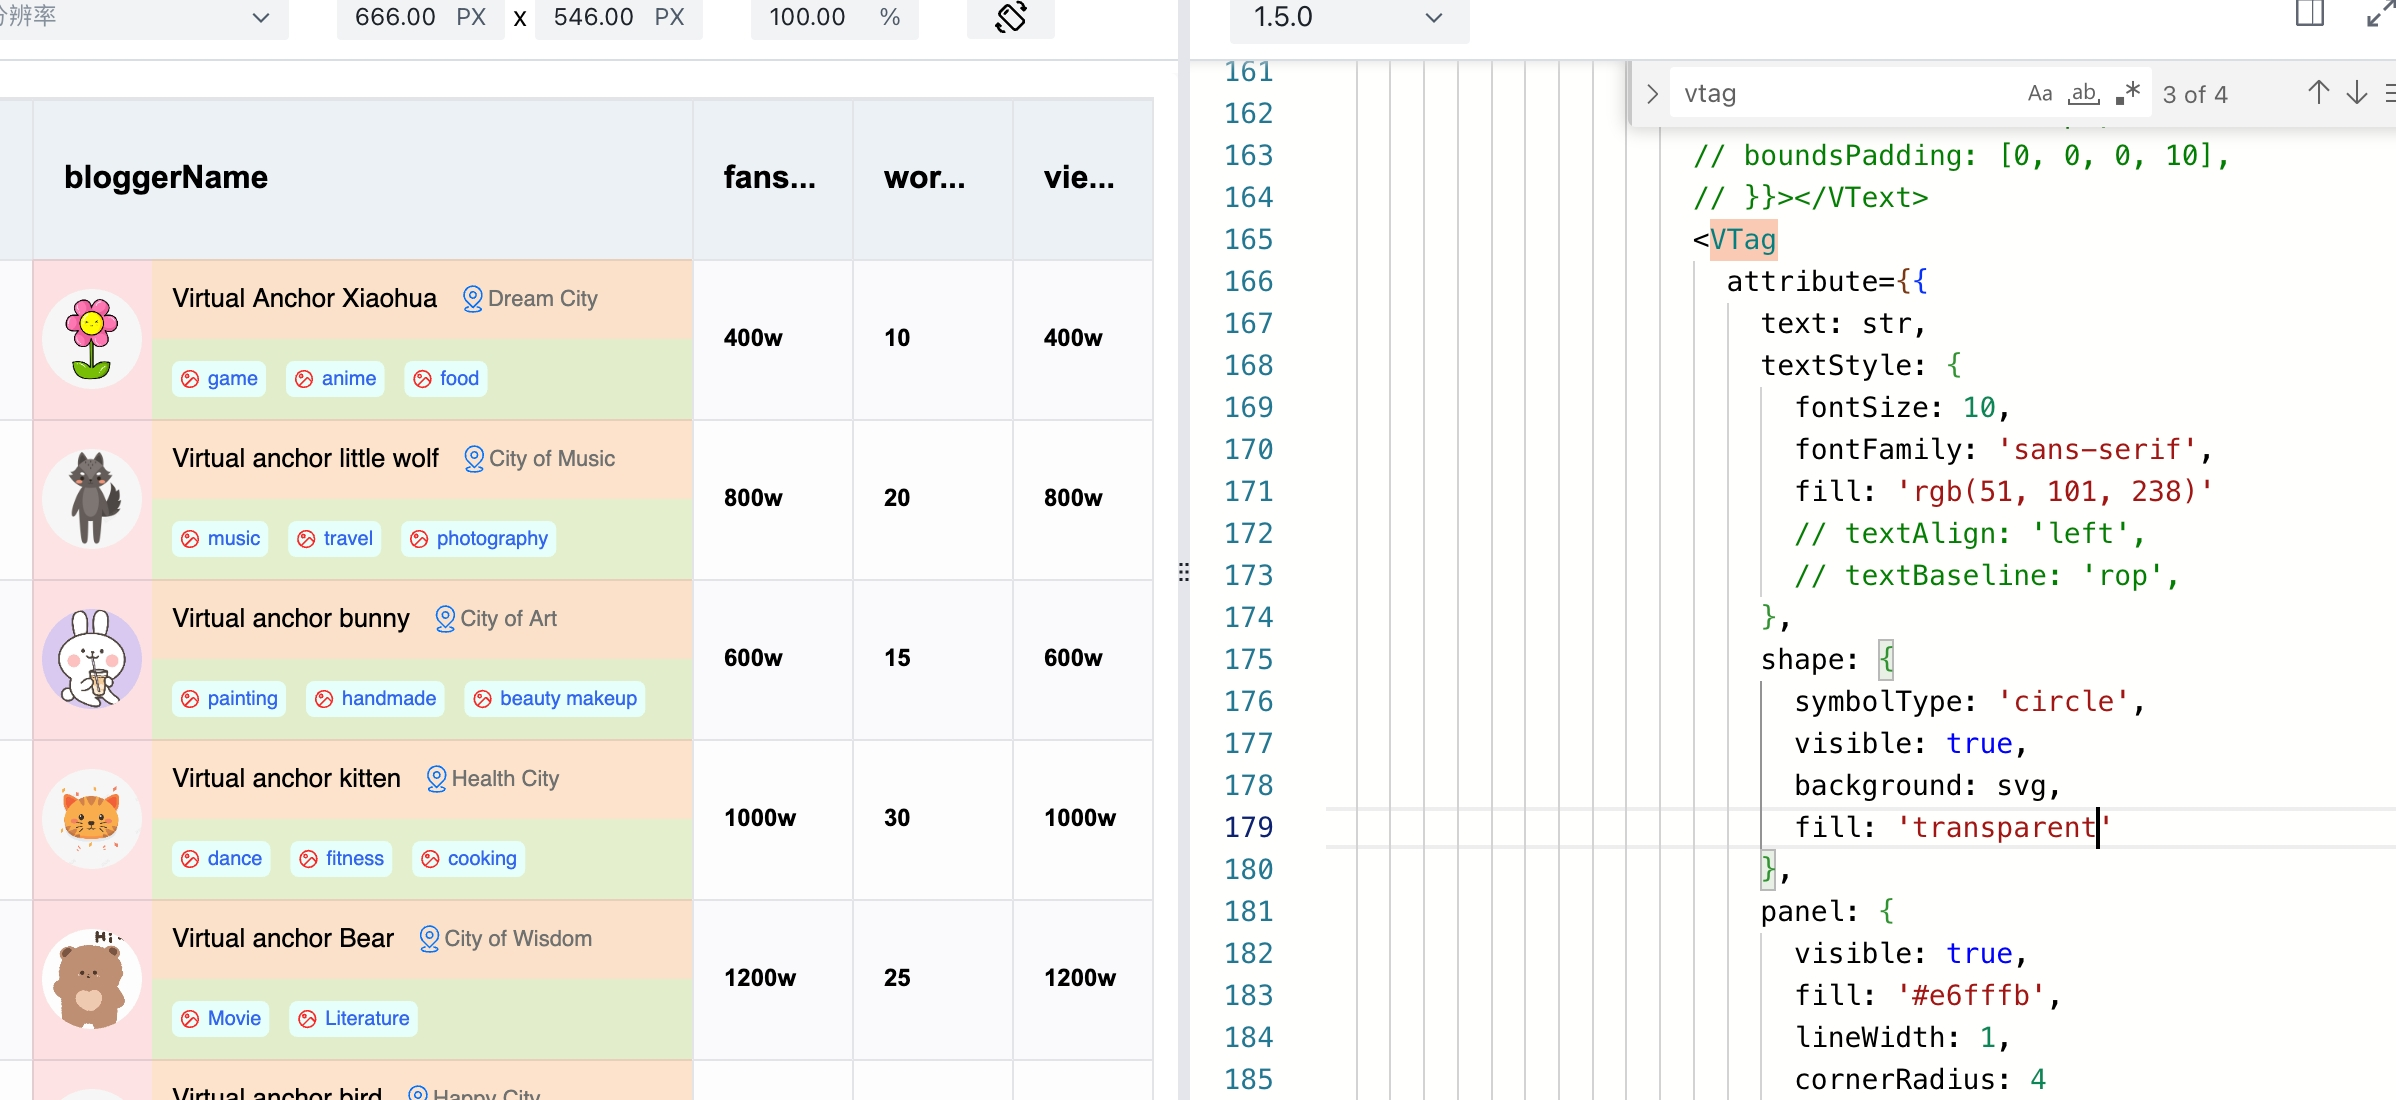 分辨率 666.00 PX x 546.00 PX 100.00 %
bloggerName fans... wor... vie...
Virtual Anchor Xiaohua Dream City
400w 10 400w
game anime food
Virtual anchor little wolf City of Music
800w 20 800w
music travel photography
Virtual anchor bunny City of Art
600w 15 600w
painting handmade beauty makeup
Virtual anchor kitten Health City
1000w 30 1000w
dance fitness cooking
Hi~
Virtual anchor Bear City of Wisdom
1200w 25 1200w
Movie Literature
Virtual anchor bird Happy City
1.5.0
vtag Aa ab .* 3 of 4
161
162
163 // boundsPadding: [0, 0, 0, 10],
164 // }}></VText>
165 <VTag
166 attribute={{
167 text: str,
168 textStyle: {
169 fontSize: 10,
170 fontFamily: 'sans-serif',
171 fill: 'rgb(51, 101, 238)'
172 // textAlign: 'left',
173 // textBaseline: 'rop',
174 },
175 shape: {
176 symbolType: 'circle',
177 visible: true,
178 background: svg,
179 fill: 'transparent'
180 },
181 panel: {
182 visible: true,
183 fill: '#e6fffb',
184 lineWidth: 1,
185 cornerRadius: 4